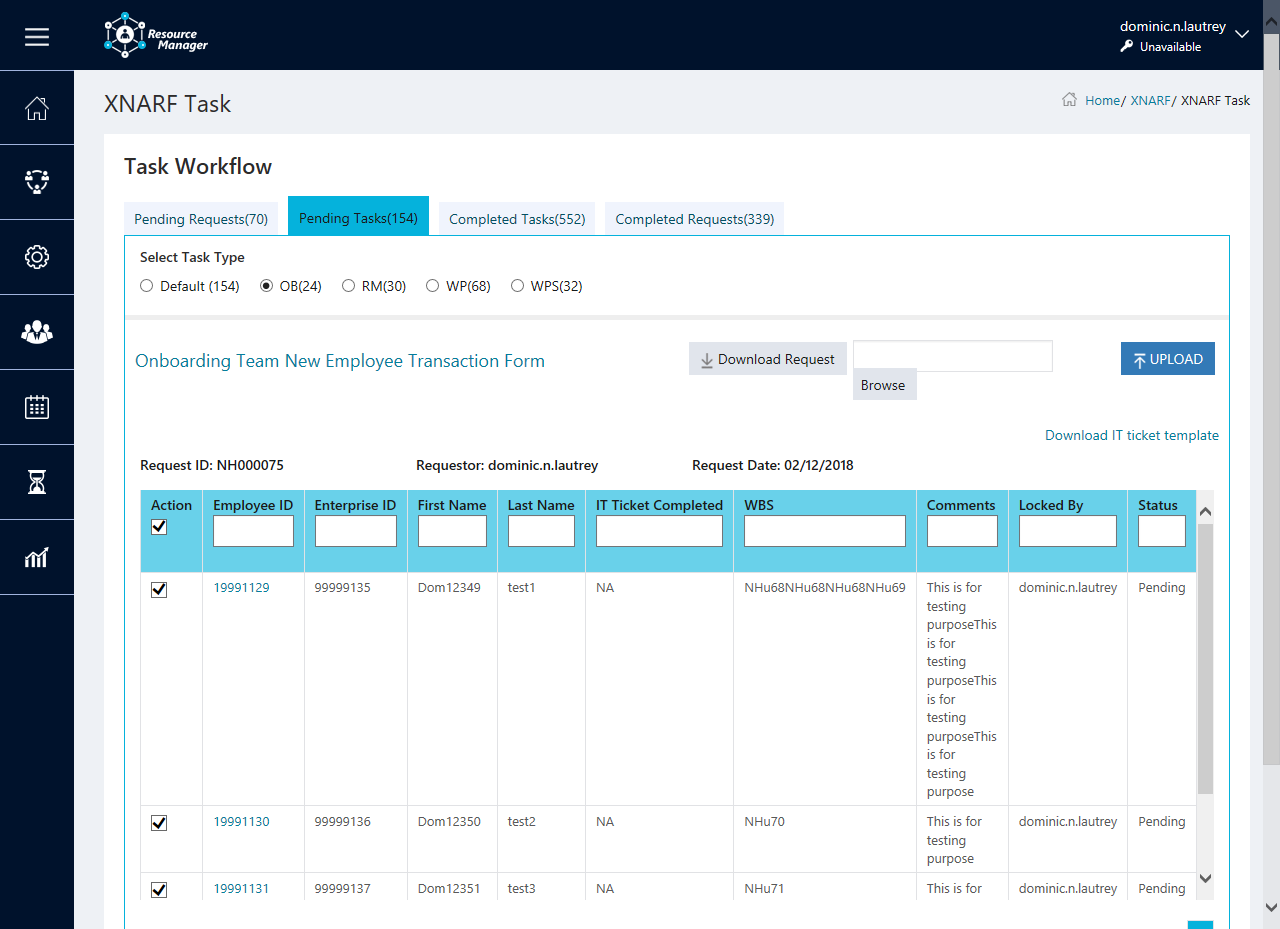 Resource
Manager
dominic.n.lautrey
Unavailable
XNARF Task
Home/ XNARF/ XNARF Task
Task Workflow
Pending Requests(70) Pending Tasks(154) Completed Tasks(552) Completed Requests(339)
Select Task Type
Default (154) OB(24) RM(30) WP(68) WPS(32)
Onboarding Team New Employee Transaction Form
Download Request
Browse
UPLOAD
Download IT ticket template
Request ID: NH000075 Requestor: dominic.n.lautrey Request Date: 02/12/2018
Action Employee ID Enterprise ID First Name Last Name IT Ticket Completed WBS Comments Locked By Status
19991129 99999135 Dom12349 test1 NA NHu68NHu68NHu68NHu69 This is for dominic.n.lautrey Pending
testing
purposeThis
is for
testing
purposeThis
is for
testing
purposeThis
is for
testing
purpose
19991130 99999136 Dom12350 test2 NA NHu70 This is for dominic.n.lautrey Pending
testing
purpose
19991131 99999137 Dom12351 test3 NA NHu71 This is for dominic.n.lautrey Pending